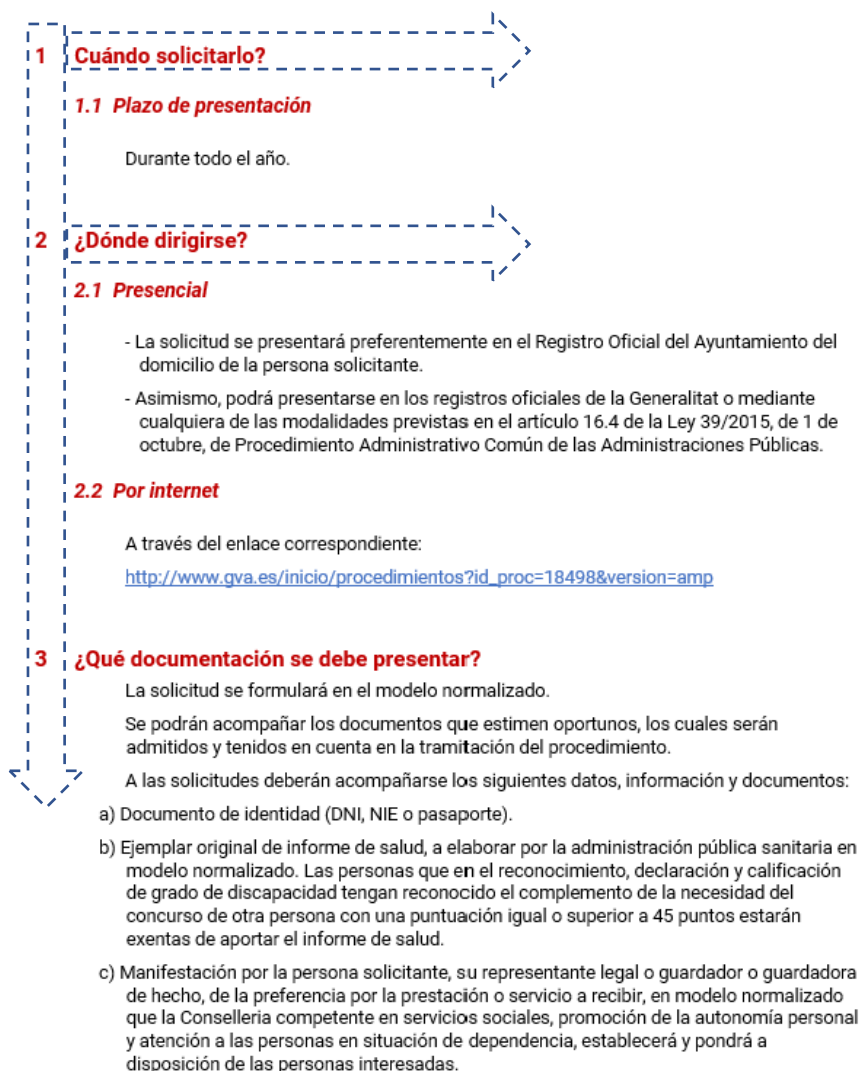 1 Cuándo solicitarlo?
1.1 Plazo de presentación
Durante todo el año.
2 ¿Dónde dirigirse?
2.1 Presencial
- La solicitud se presentará preferentemente en el Registro Oficial del Ayuntamiento del
domicilio de la persona solicitante.
- Asimismo, podrá presentarse en los registros oficiales de la Generalitat o mediante
cualquiera de las modalidades previstas en el artículo 16.4 de la Ley 39/2015, de 1 de
octubre, de Procedimiento Administrativo Común de las Administraciones Públicas.
2.2 Por internet
A través del enlace correspondiente:
http://www.gva.es/inicio/procedimientos?id_proc=18498&version=amp
3 ¿Qué documentación se debe presentar?
La solicitud se formulará en el modelo normalizado.
Se podrán acompañar los documentos que estimen oportunos, los cuales serán
admitidos y tenidos en cuenta en la tramitación del procedimiento.
A las solicitudes deberán acompañarse los siguientes datos, información y documentos:
a) Documento de identidad (DNI, NIE o pasaporte).
b) Ejemplar original de informe de salud, a elaborar por la administración pública sanitaria en
modelo normalizado. Las personas que en el reconocimiento, declaración y calificación
de grado de discapacidad tengan reconocido el complemento de la necesidad del
concurso de otra persona con una puntuación igual o superior a 45 puntos estarán
exentas de aportar el informe de salud.
c) Manifestación por la persona solicitante, su representante legal o guardador o guardadora
de hecho, de la preferencia por la prestación o servicio a recibir, en modelo normalizado
que la Conselleria competente en servicios sociales, promoción de la autonomía personal
y atención a las personas en situación de dependencia, establecerá y pondrá a
disposición de las personas interesadas.